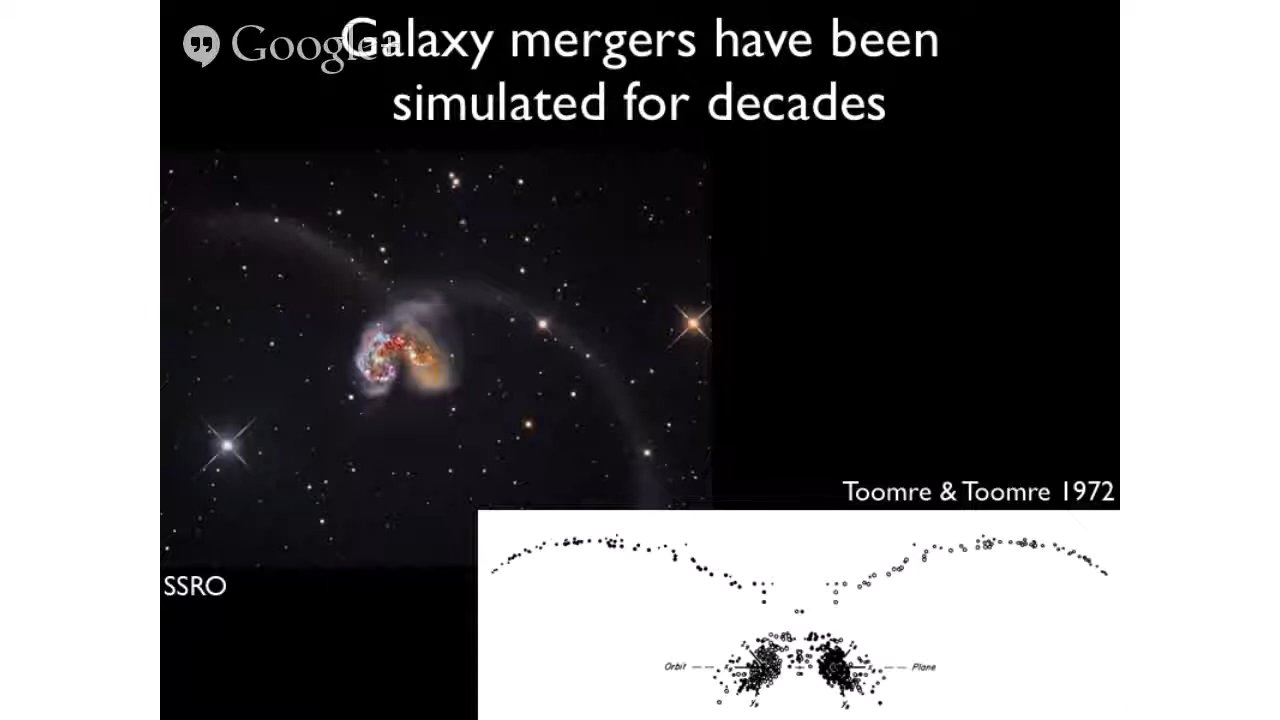 Google+
Galaxy mergers have been
simulated for decades
Toomre & Toomre 1972
SSRO
Orbit
Plane